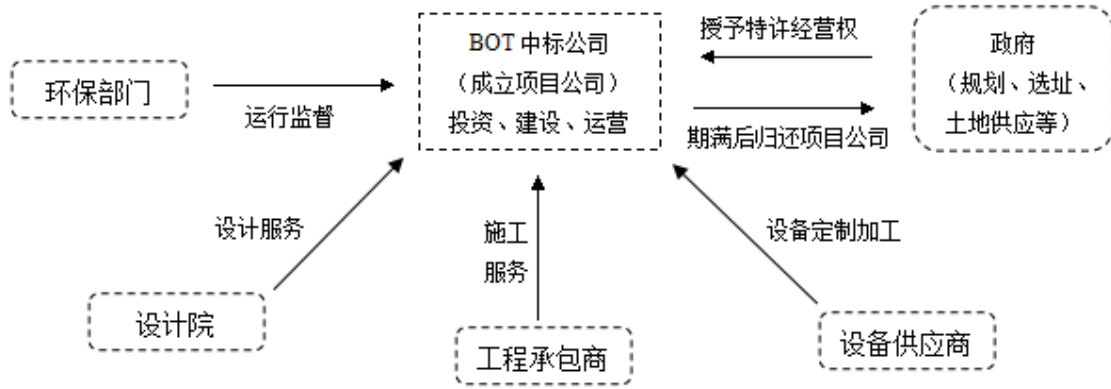 BOT 中标公司
（成立项目公司）
投资、建设、运营
授予特许经营权
政府
（规划、选址、
土地供应等）
环保部门
运行监督
期满后归还项目公司
设计服务
施工
服务
设备定制加工
设计院
工程承包商
设备供应商